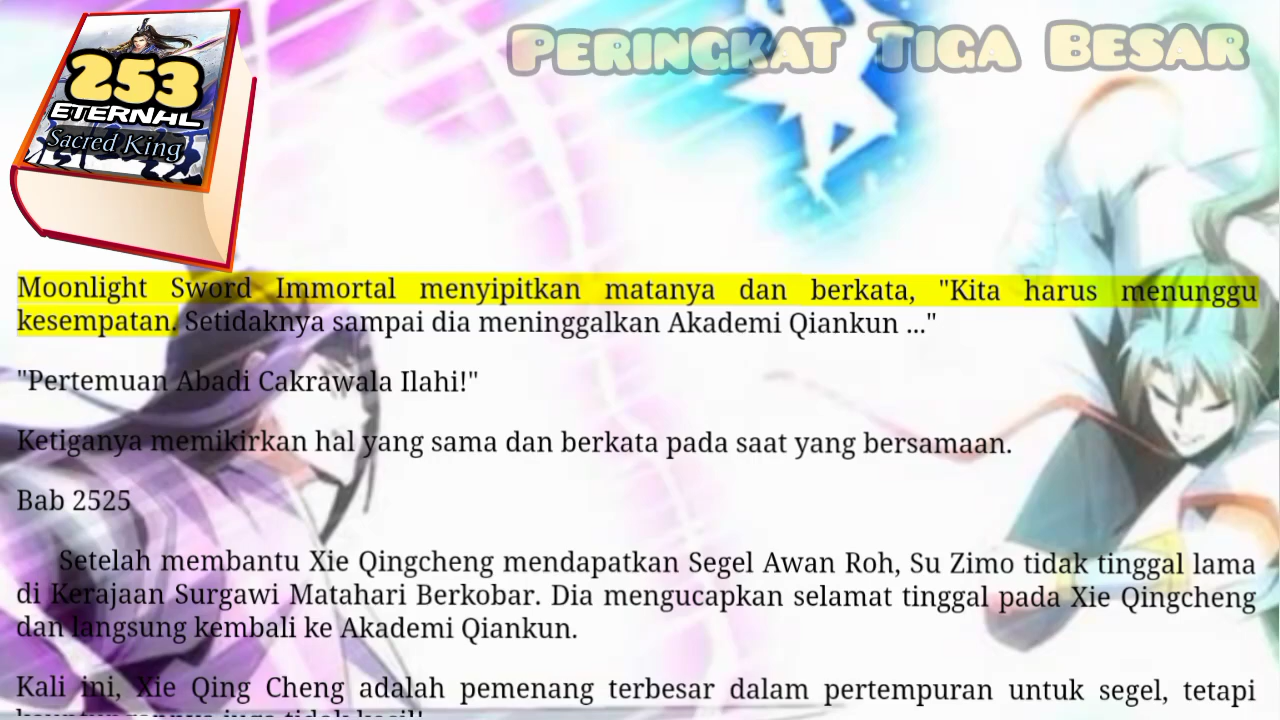 PERINGKAT TIGA BESAR
253
ETERNAL
Sacred King
Moonlight Sword Immortal menyipitkan matanya dan berkata, "Kita harus menunggu
kesempatan. Setidaknya sampai dia meninggalkan Akademi Qiankun ..."
"Pertemuan Abadi Cakrawala Ilahi!"
Ketiganya memikirkan hal yang sama dan berkata pada saat yang bersamaan.
Bab 2525
Setelah membantu Xie Qingcheng mendapatkan Segel Awan Roh, Su Zimo tidak tinggal lama
di Kerajaan Surgawi Matahari Berkobar. Dia mengucapkan selamat tinggal pada Xie Qingcheng
dan langsung kembali ke Akademi Qiankun.
Kali ini, Xie Qing Cheng adalah pemenang terbesar dalam pertempuran untuk segel, tetapi